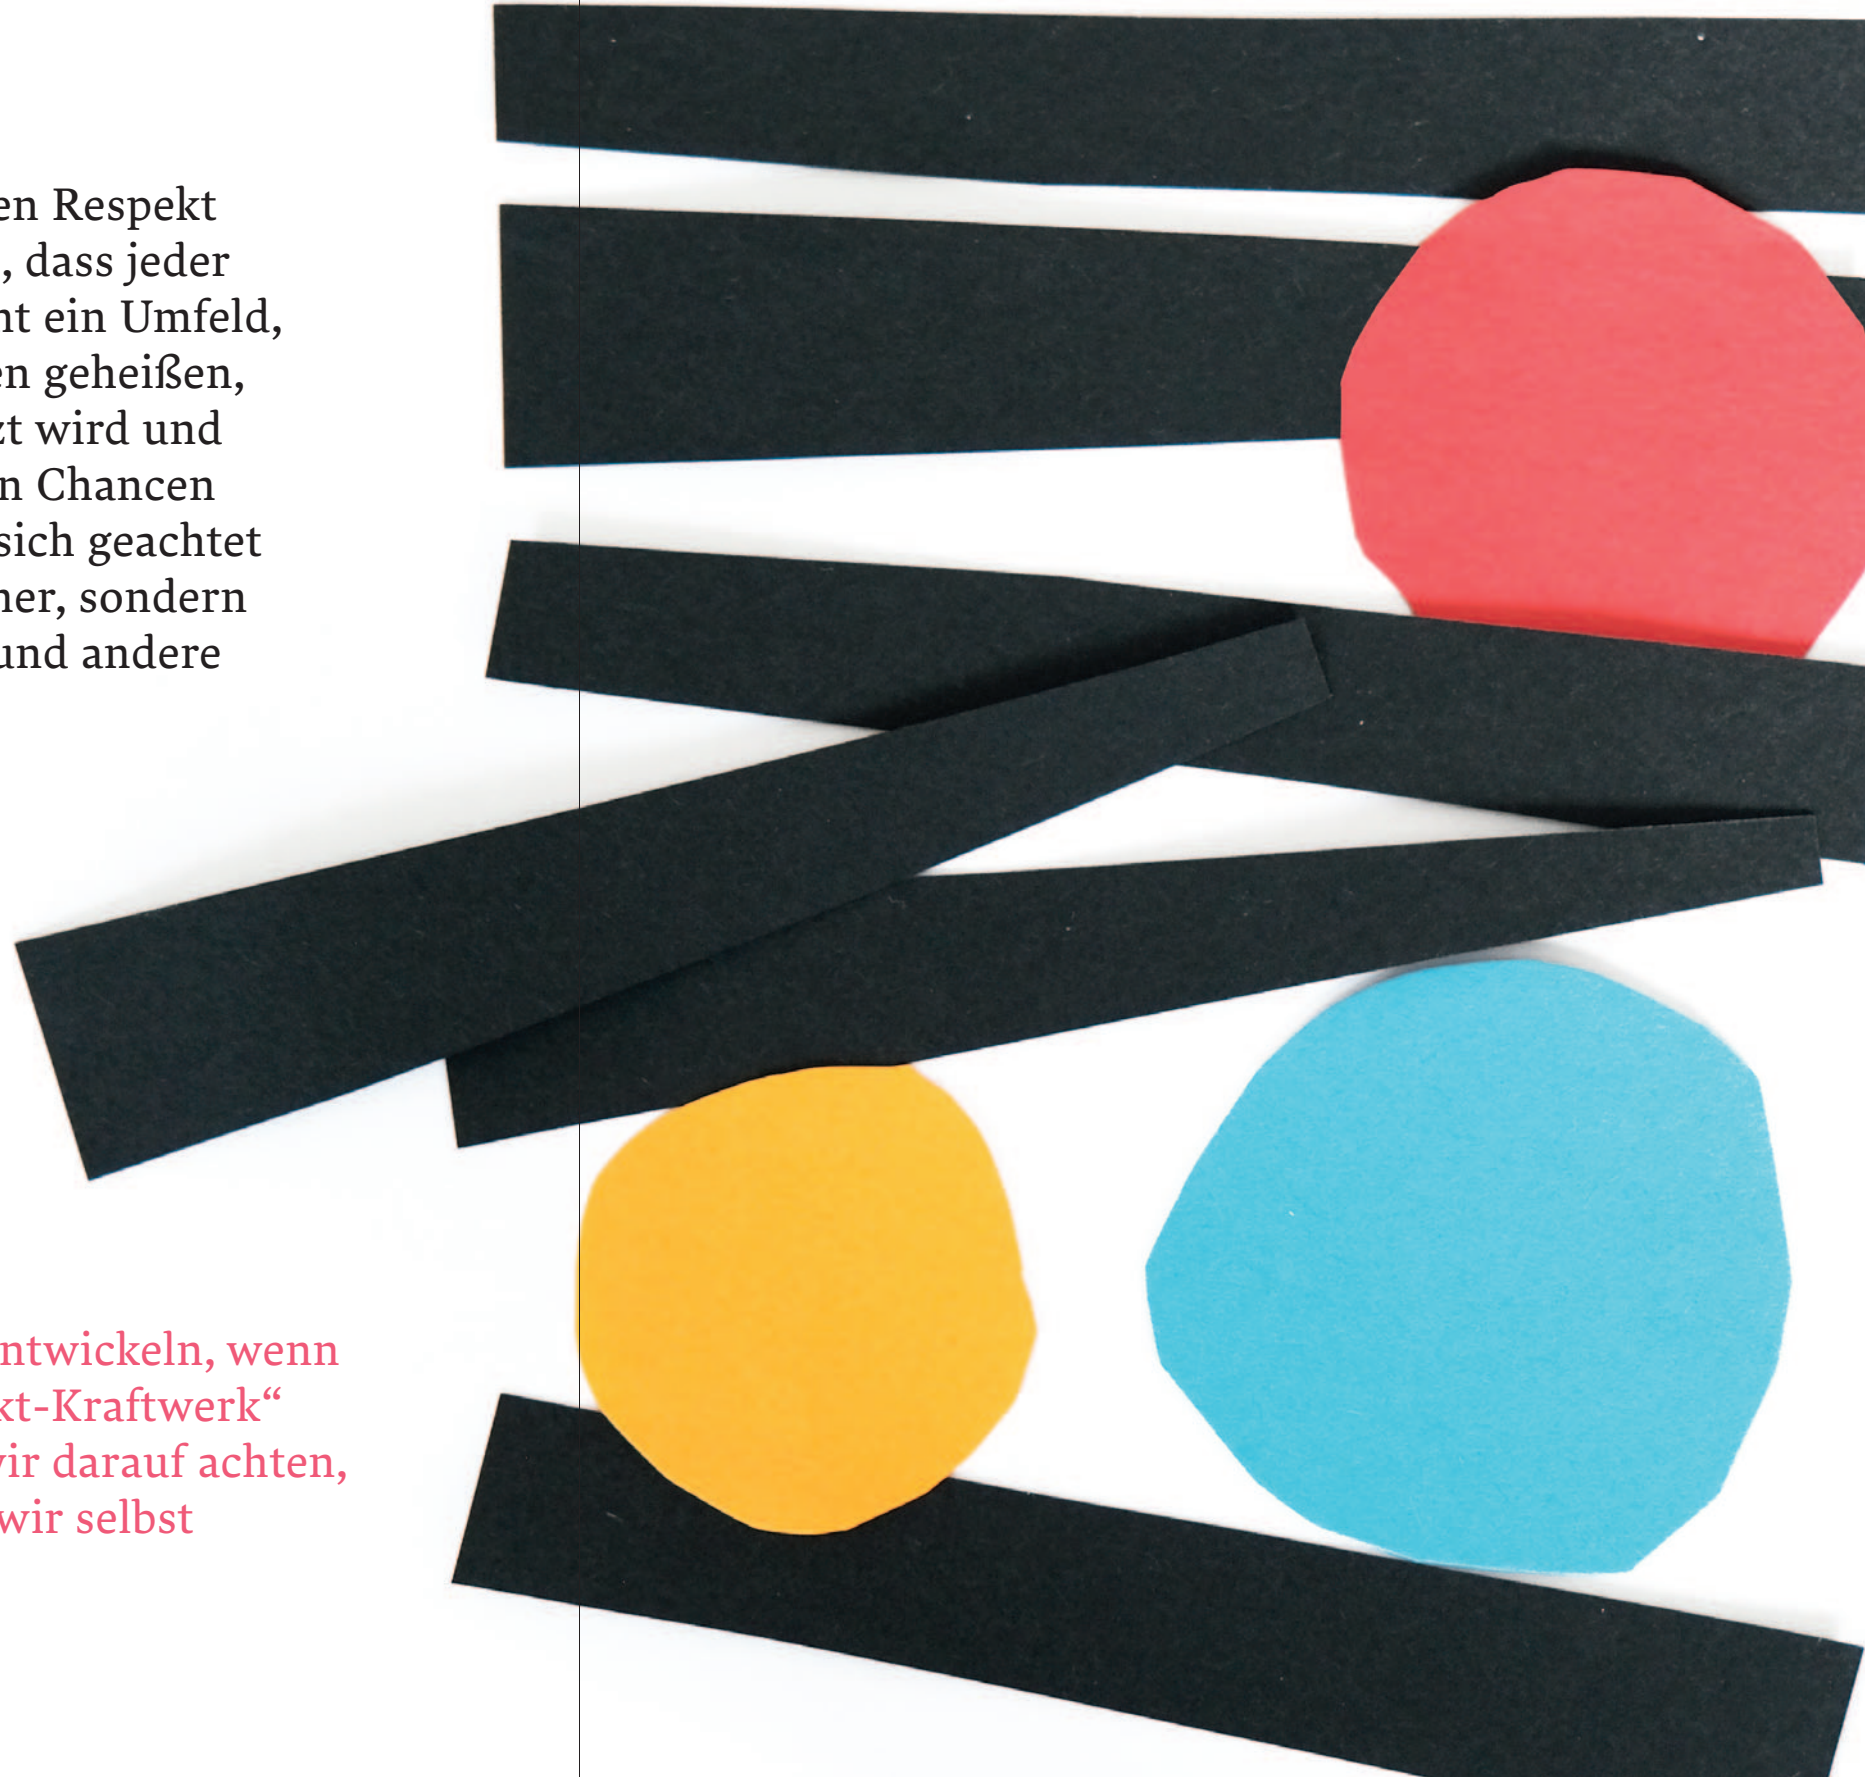 en Respekt
, dass jeder
nt ein Umfeld,
en geheißen,
zt wird und
n Chancen
sich geachtet
ner, sondern
und andere
ntwickeln, wenn
kt-Kraftwerk“
vir darauf achten,
wir selbst